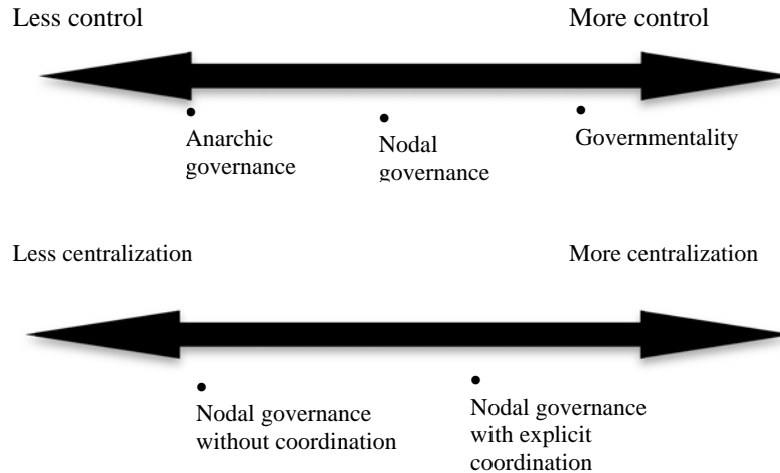 Less control
More control
• Anarchic
governance
• Nodal
governance
• Governmentality
Less centralization
More centralization
• Nodal governance
without coordination
• Nodal governance
with explicit
coordination